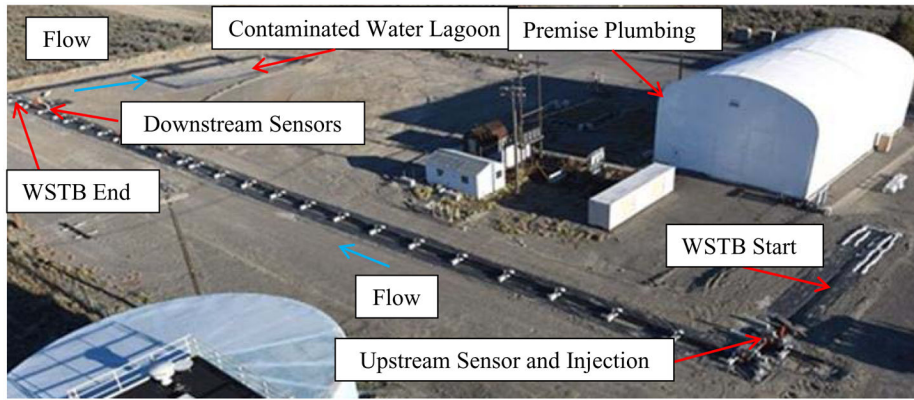 Flow
Contaminated Water Lagoon
Premise Plumbing
Downstream Sensors
WSTB End
WSTB Start
Flow
Upstream Sensor and Injection